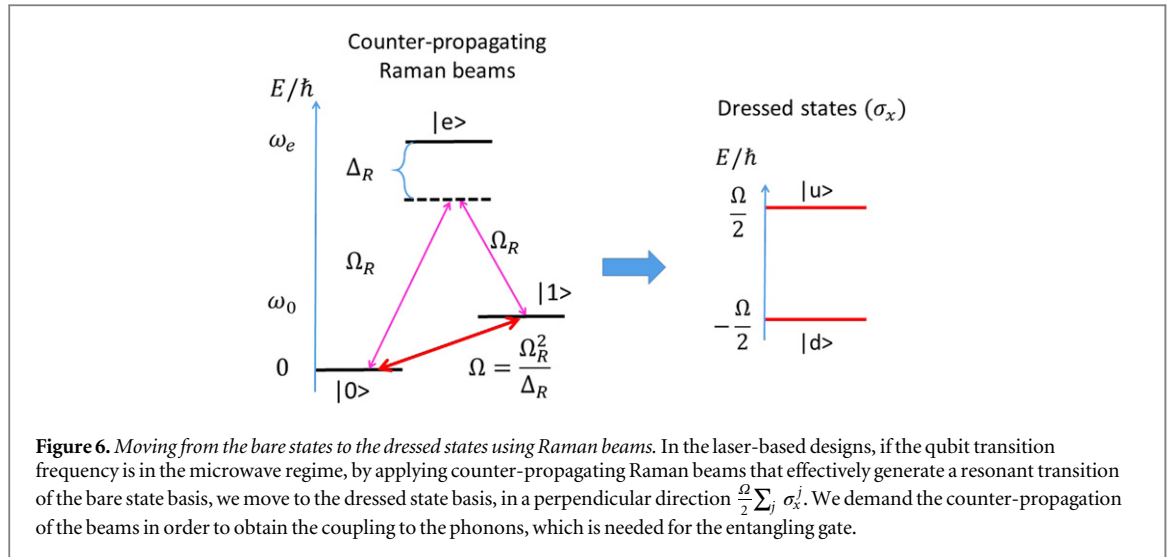 Counter-propagating
Raman beams
E/ħ
|e>
ω_e
Δ_R
Ω_R
Ω_R
ω_0
|1>
0
Ω = Ω_R^2/Δ_R
|0>
Dressed states (σ_x)
E/ħ
Ω/2
|u>
−Ω/2
|d>
Figure 6. Moving from the bare states to the dressed states using Raman beams. In the laser-based designs, if the qubit transition
frequency is in the microwave regime, by applying counter-propagating Raman beams that effectively generate a resonant transition
of the bare state basis, we move to the dressed state basis, in a perpendicular direction Ω/2 ∑_j σ_x^j. We demand the counter-propagation
of the beams in order to obtain the coupling to the phonons, which is needed for the entangling gate.